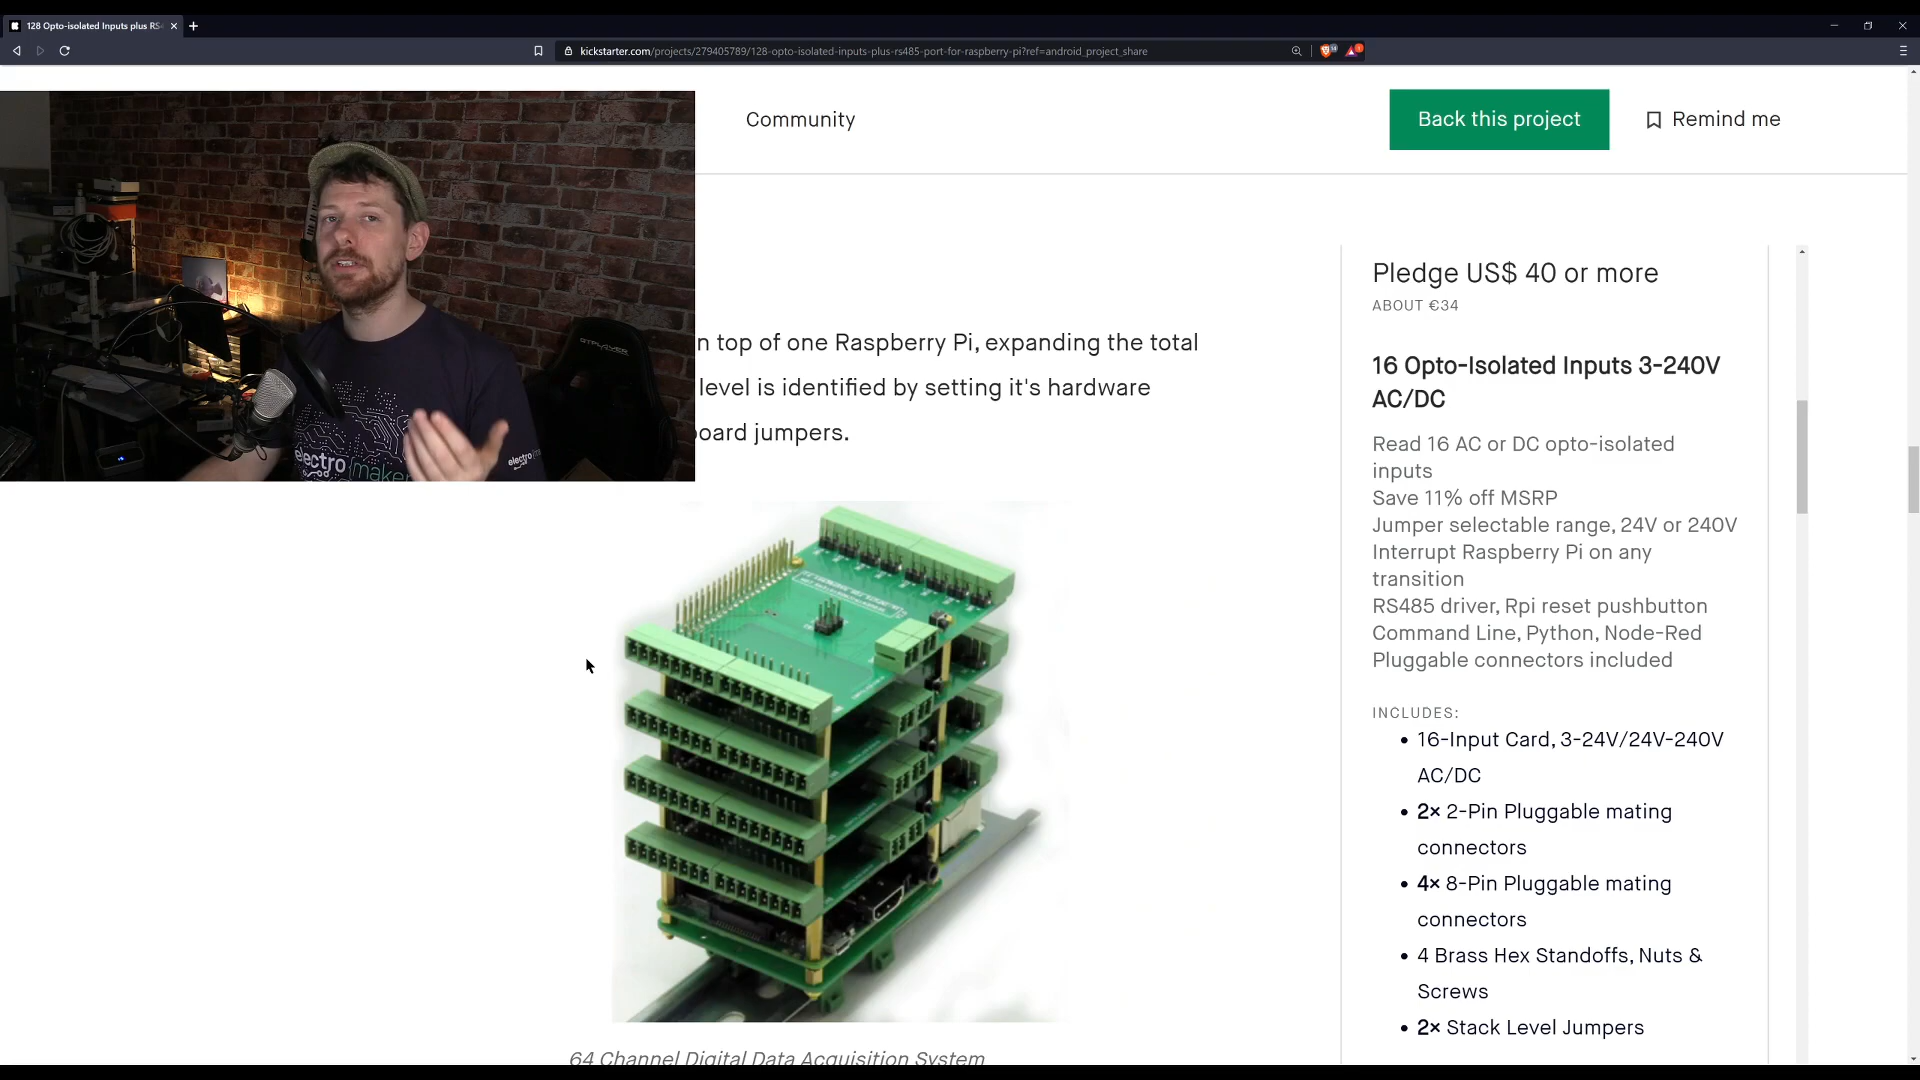 128 Opto-isolated Inputs plus RS4
kickstarter.com/projects/279405789/128-opto-isolated-inputs-plus-rs485-port-for-raspberry-pi?ref=android_project_share
Community
Back this project
Remind me
n top of one Raspberry Pi, expanding the total
level is identified by setting it's hardware
oard jumpers.
GTPLAYER
electro maker
electro
64 Channel Digital Data Acquisition System
Pledge US$ 40 or more
ABOUT €34
16 Opto-Isolated Inputs 3-240V
AC/DC
Read 16 AC or DC opto-isolated
inputs
Save 11% off MSRP
Jumper selectable range, 24V or 240V
Interrupt Raspberry Pi on any
transition
RS485 driver, Rpi reset pushbutton
Command Line, Python, Node-Red
Pluggable connectors included
INCLUDES:
• 16-Input Card, 3-24V/24V-240V
AC/DC
• 2× 2-Pin Pluggable mating
connectors
• 4× 8-Pin Pluggable mating
connectors
• 4 Brass Hex Standoffs, Nuts &
Screws
• 2× Stack Level Jumpers